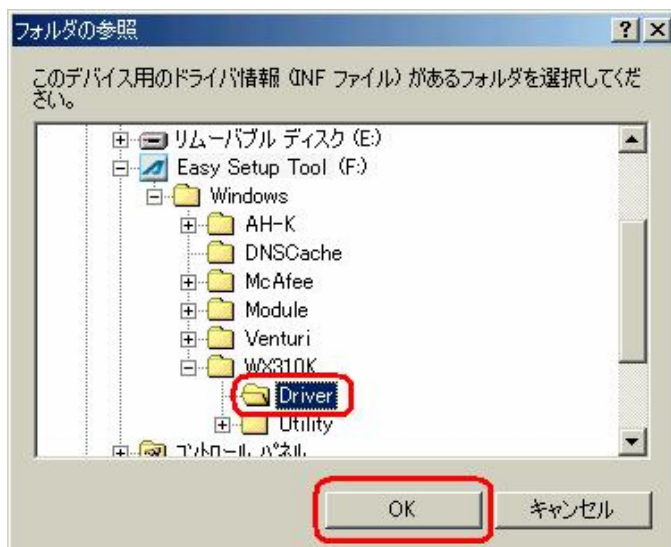 フォルダの参照
このデバイス用のドライバ情報 (INF ファイル) があるフォルダを選択してくだ
さい。
リムーバブル ディスク (E:)
Easy Setup Tool (F:)
Windows
AH-K
DNSCache
McAfee
Module
Venturi
WX310K
Driver
Utility
コントロール パネル
OK
キャンセル